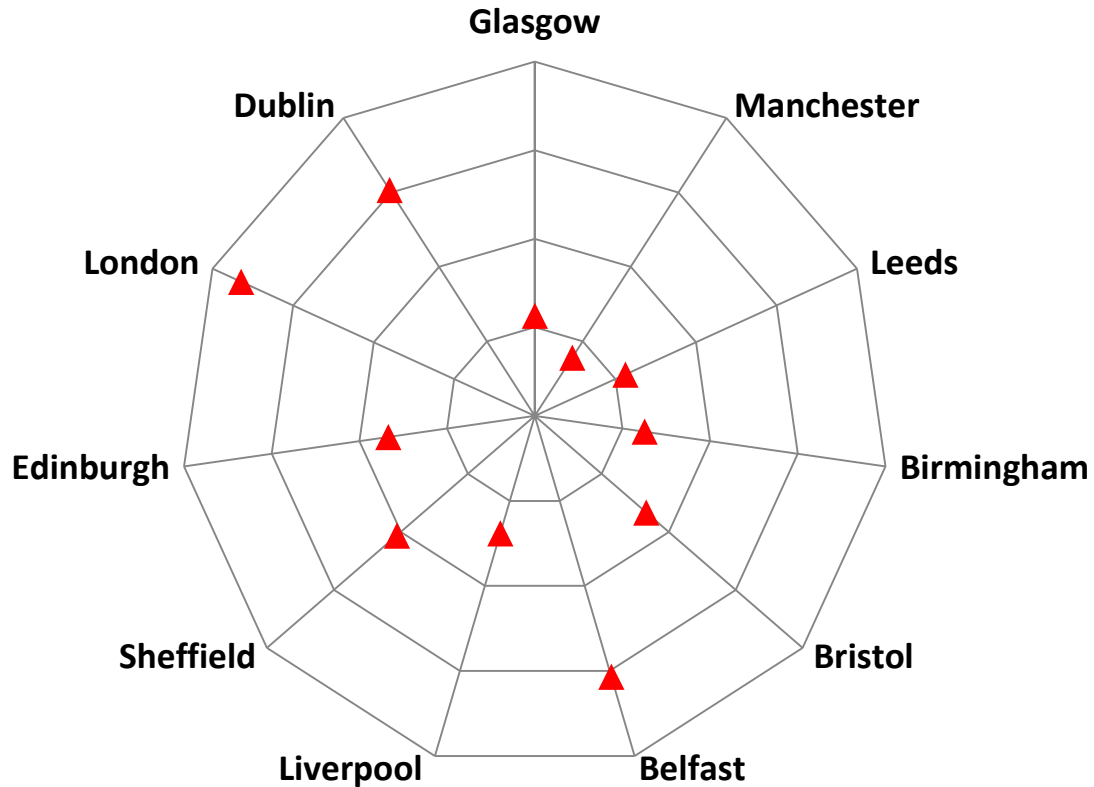 Glasgow
Dublin
Manchester
London
Leeds
Edinburgh
Birmingham
Sheffield
Bristol
Liverpool
Belfast